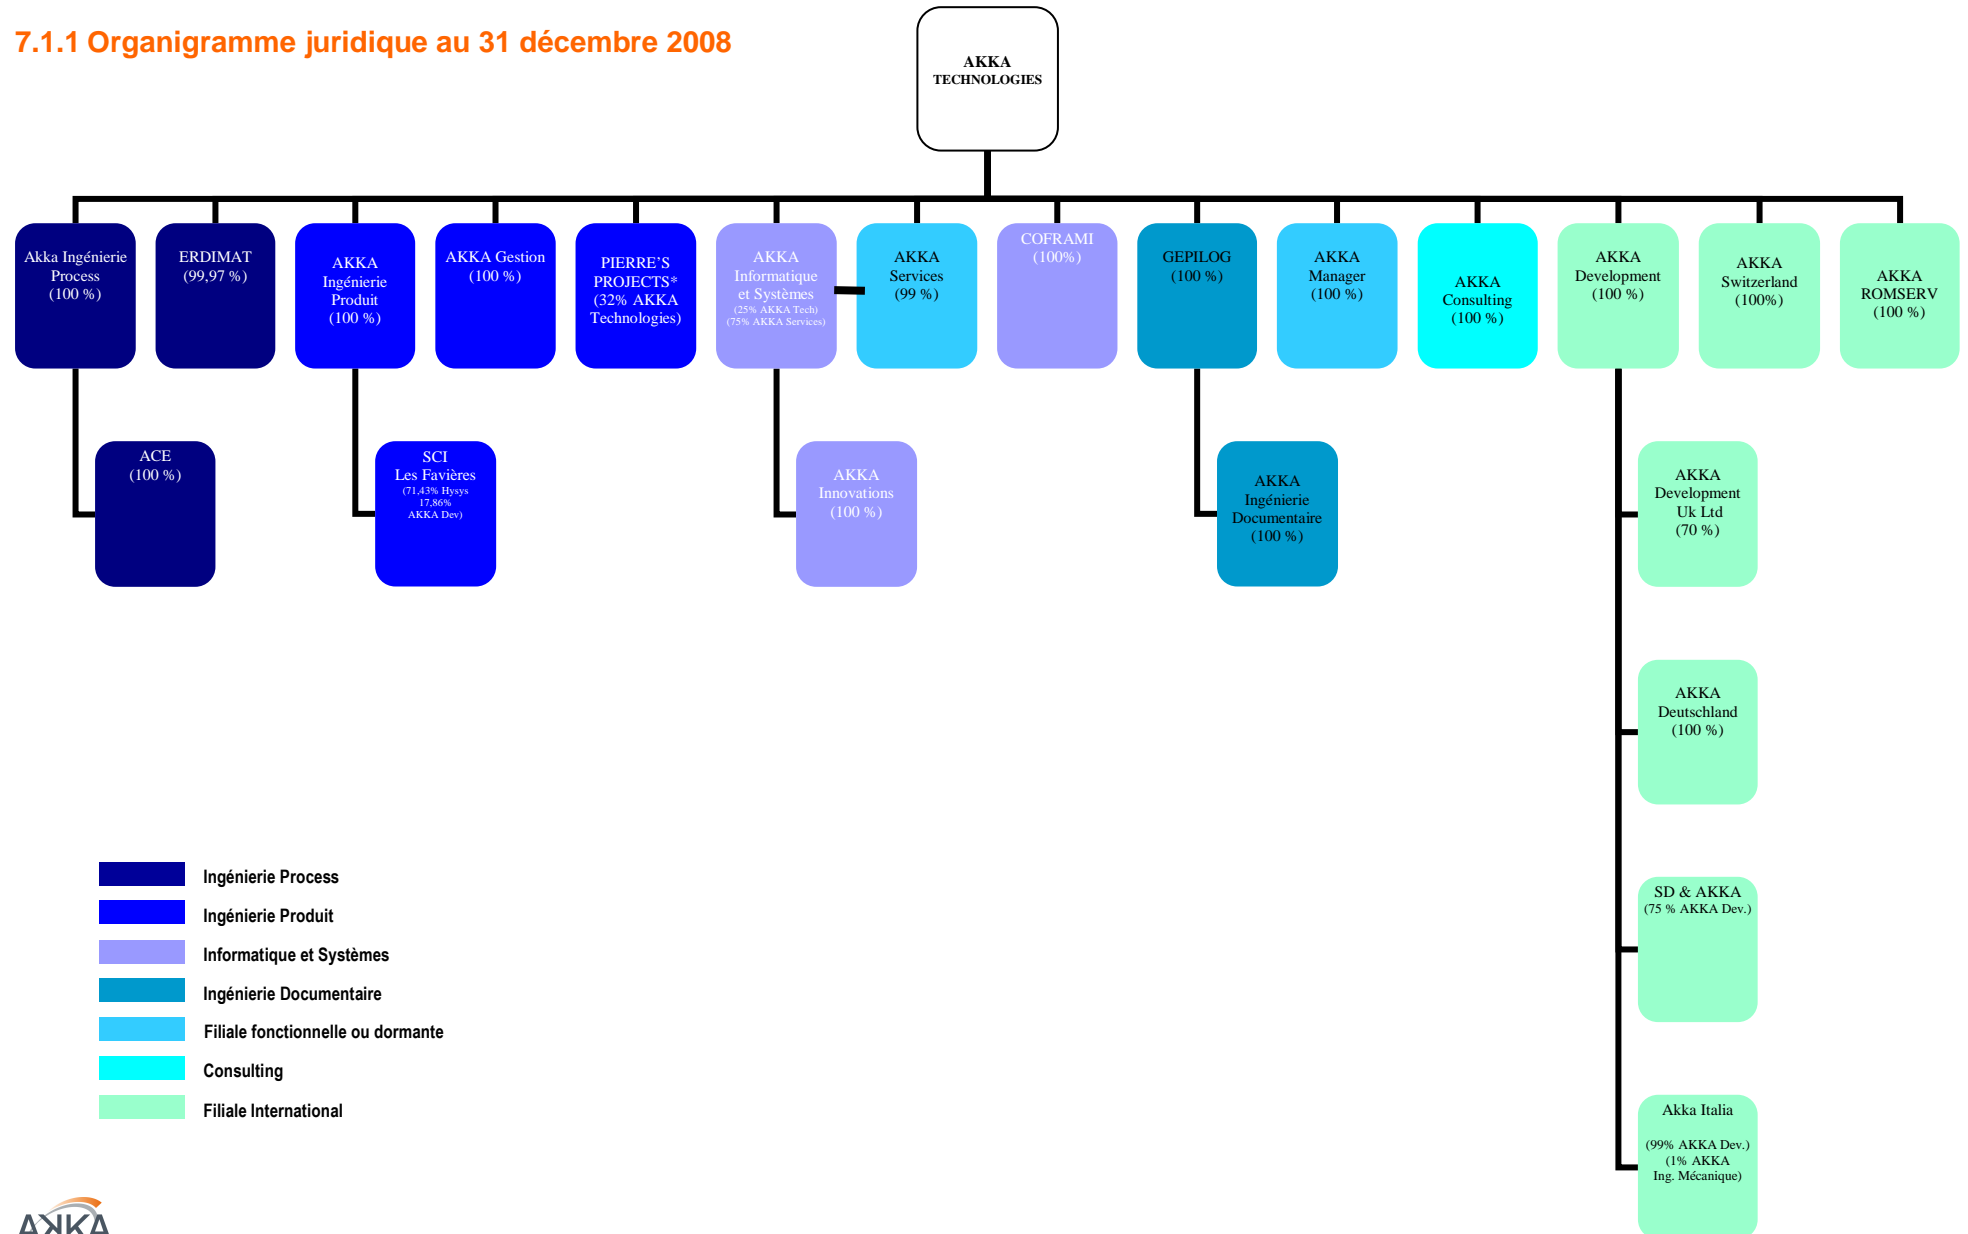 7.1.1 Organigramme juridique au 31 décembre 2008
AKKA
TECHNOLOGIES
Akka Ingénierie
Process
(100 %)
ERDIMAT
(99,97 %)
AKKA
Ingénierie
Produit
(100 %)
AKKA Gestion
(100 %)
PIERRE'S
PROJECTS*
(32% AKKA
Technologies)
AKKA
Informatique
et Systèmes
(25% AKKA Tech)
(75% AKKA Services)
AKKA
Services
(99 %)
COFRAMI
(100%)
GEPILOG
(100 %)
AKKA
Manager
(100 %)
AKKA
Consulting
(100 %)
AKKA
Development
(100 %)
AKKA
Switzerland
(100%)
AKKA
ROMSERV
(100 %)
ACE
(100 %)
SCI
Les Favières
(71,43% Hysys
17,86%
AKKA Dev)
AKKA
Innovations
(100 %)
AKKA
Ingénierie
Documentaire
(100 %)
AKKA
Development
Uk Ltd
(70 %)
AKKA
Deutschland
(100 %)
SD & AKKA
(75 % AKKA Dev.)
Akka Italia
(99% AKKA Dev.)
(1% AKKA
Ing. Mécanique)
Ingénierie Process
Ingénierie Produit
Informatique et Systèmes
Ingénierie Documentaire
Filiale fonctionnelle ou dormante
Consulting
Filiale International
AKKA